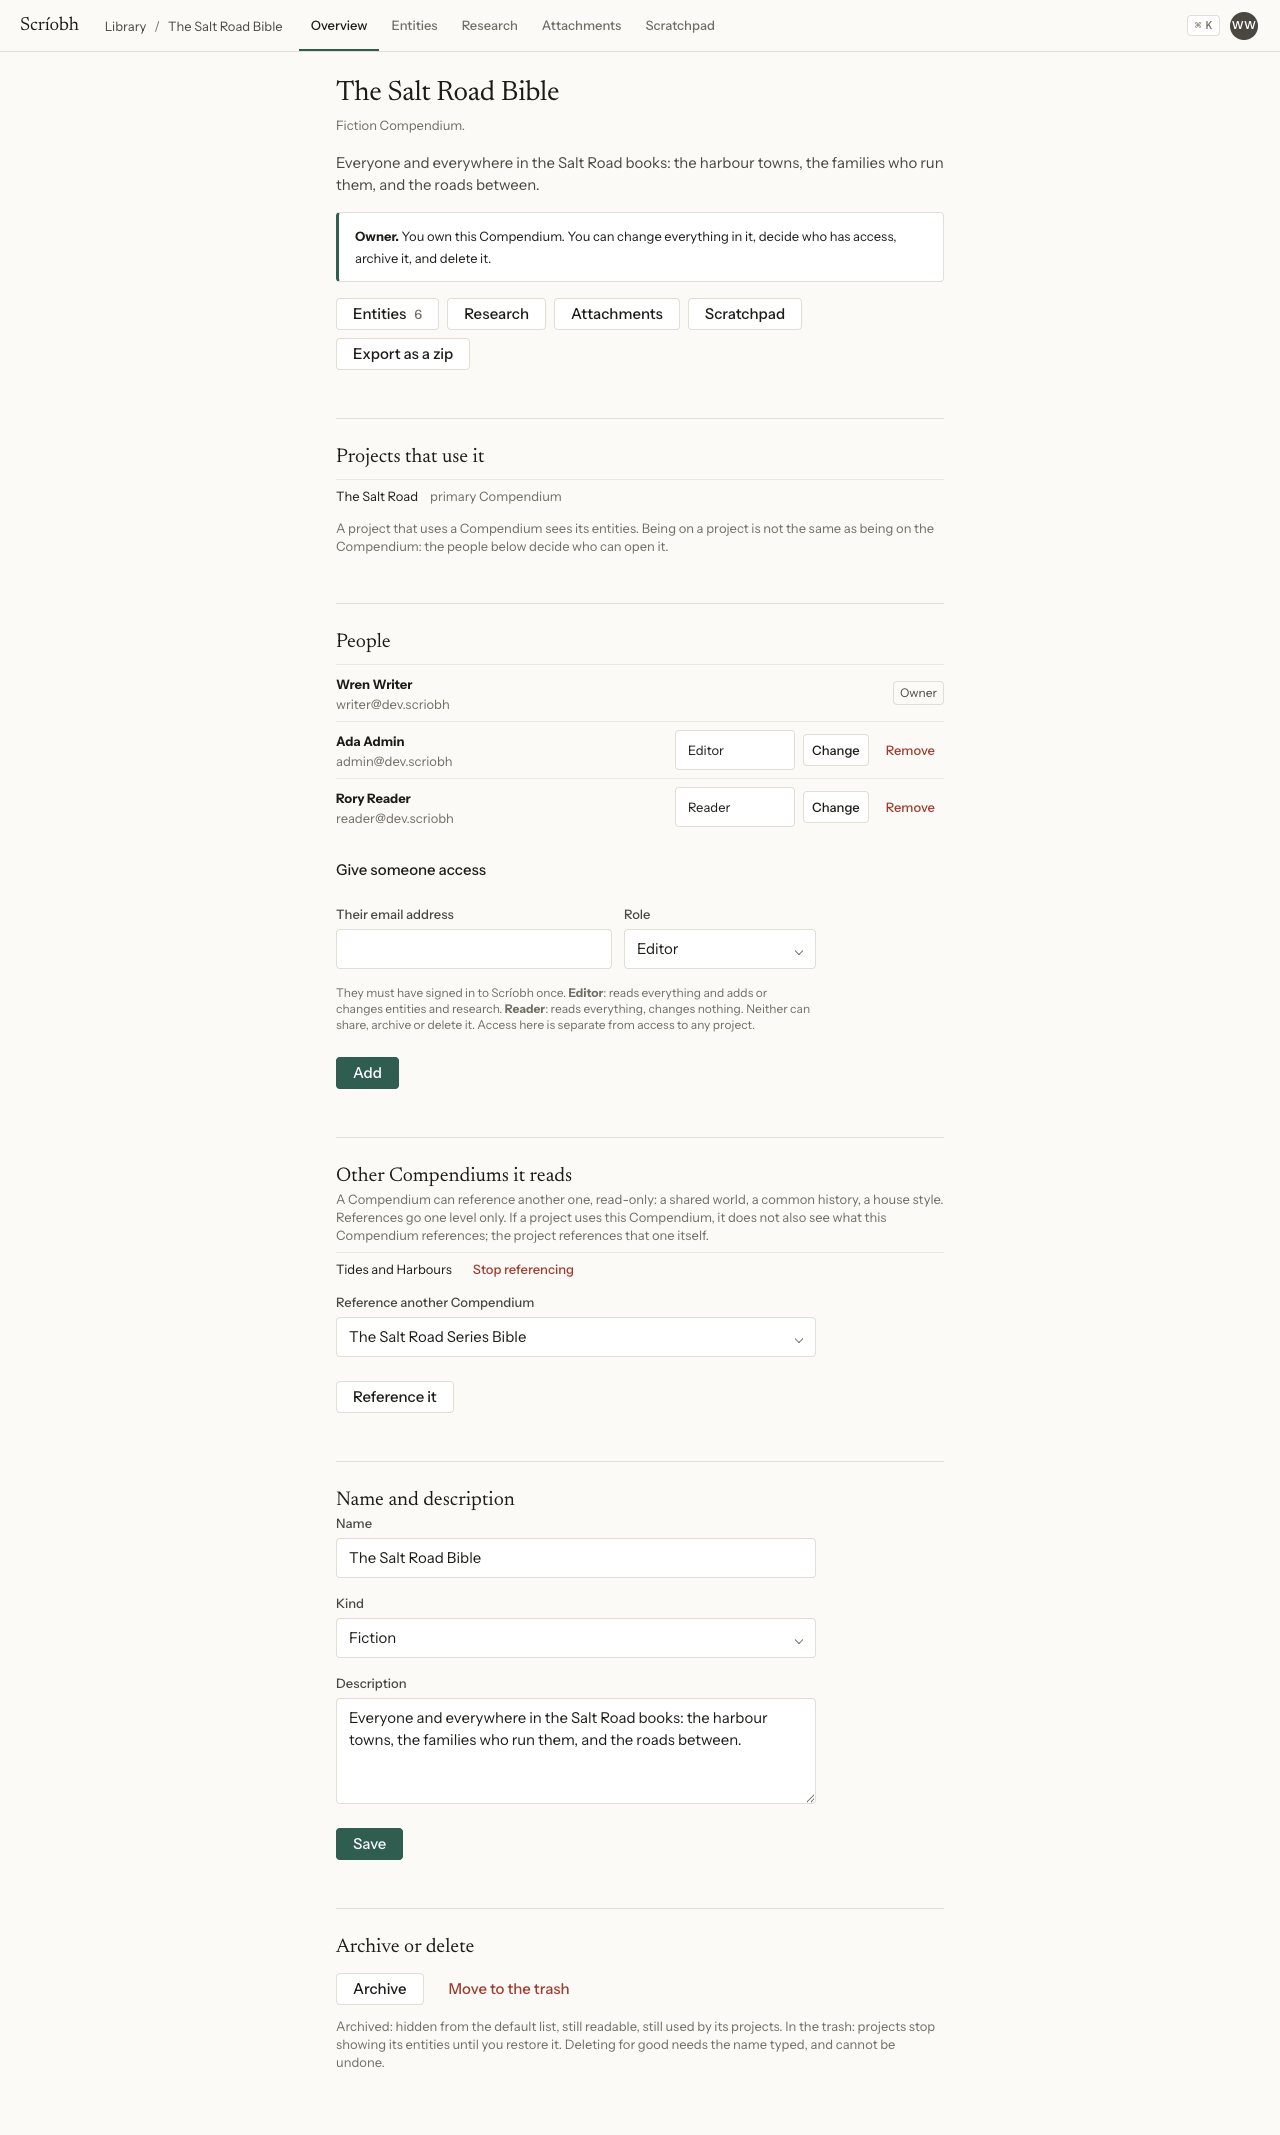 Scríobh Library / The Salt Road Bible Overview Entities Research Attachments Scratchpad ⌘ K WW
The Salt Road Bible
Fiction Compendium.
Everyone and everywhere in the Salt Road books: the harbour towns, the families who run
them, and the roads between.
Owner. You own this Compendium. You can change everything in it, decide who has access,
archive it, and delete it.
Entities 6 Research Attachments Scratchpad
Export as a zip
Projects that use it
The Salt Road primary Compendium
A project that uses a Compendium sees its entities. Being on a project is not the same as being on the
Compendium: the people below decide who can open it.
People
Wren Writer
writer@dev.scriobh
Owner
Ada Admin
admin@dev.scriobh
Editor Change Remove
Rory Reader
reader@dev.scriobh
Reader Change Remove
Give someone access
Their email address Role
Editor
They must have signed in to Scríobh once. Editor: reads everything and adds or
changes entities and research. Reader: reads everything, changes nothing. Neither can
share, archive or delete it. Access here is separate from access to any project.
Add
Other Compendiums it reads
A Compendium can reference another one, read-only: a shared world, a common history, a house style.
References go one level only. If a project uses this Compendium, it does not also see what this
Compendium references; the project references that one itself.
Tides and Harbours Stop referencing
Reference another Compendium
The Salt Road Series Bible
Reference it
Name and description
Name
The Salt Road Bible
Kind
Fiction
Description
Everyone and everywhere in the Salt Road books: the harbour
towns, the families who run them, and the roads between.
Save
Archive or delete
Archive Move to the trash
Archived: hidden from the default list, still readable, still used by its projects. In the trash: projects stop
showing its entities until you restore it. Deleting for good needs the name typed, and cannot be
undone.